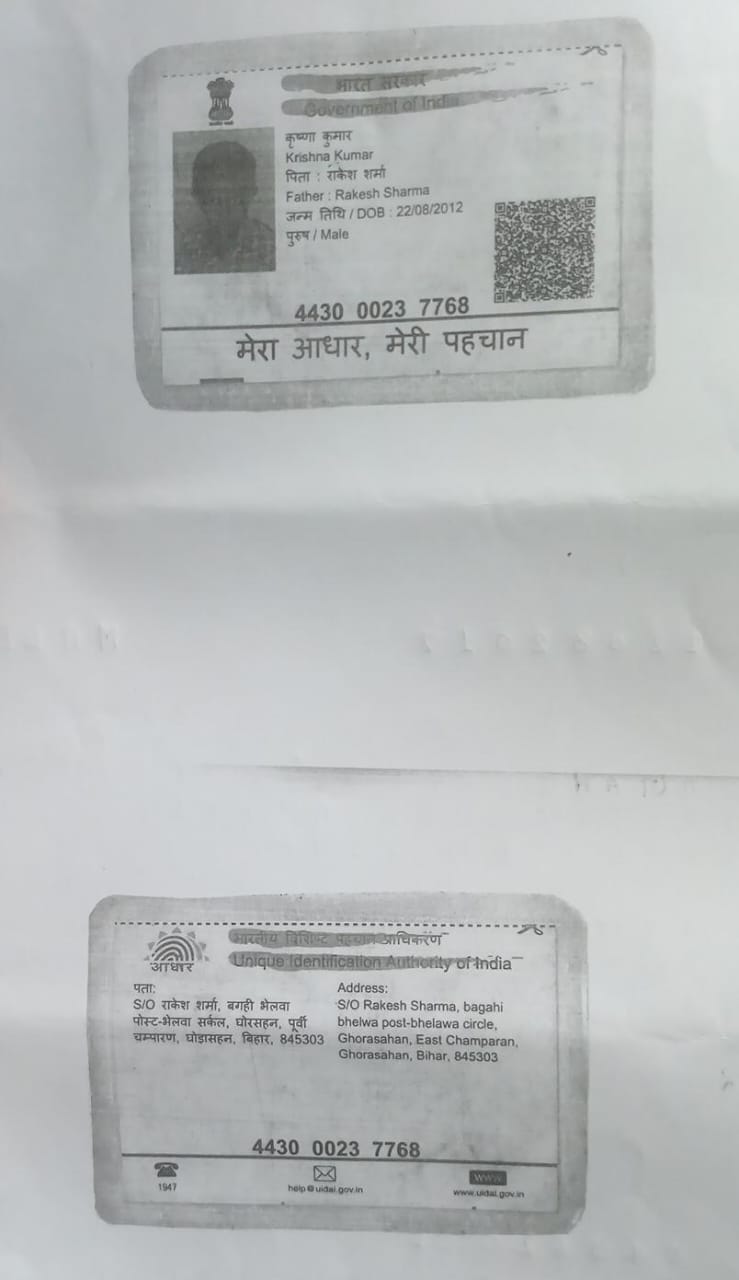 भारत सरकार
Government of India
कृष्णा कुमार
Krishna Kumar
पिता : राकेश शर्मा
Father : Rakesh Sharma
जन्म तिथि / DOB : 22/08/2012
पुरुष / Male
4430 0023 7768
मेरा आधार, मेरी पहचान
भारतीय विशिष्ट पहचान प्राधिकरण
Unique Identification Authority of India
आधार
पता:
S/O राकेश शर्मा, बगही भेलवा
पोस्ट-भेलवा सर्कल, घोरसहन, पूर्वी
चम्पारण, घोड़ासहन, बिहार, 845303
Address:
S/O Rakesh Sharma, bagahi
bhelwa post-bhelawa circle,
Ghorasahan, East Champaran,
Ghorasahan, Bihar, 845303
4430 0023 7768
1947
help@uidai.gov.in
www
www.uidai.gov.in